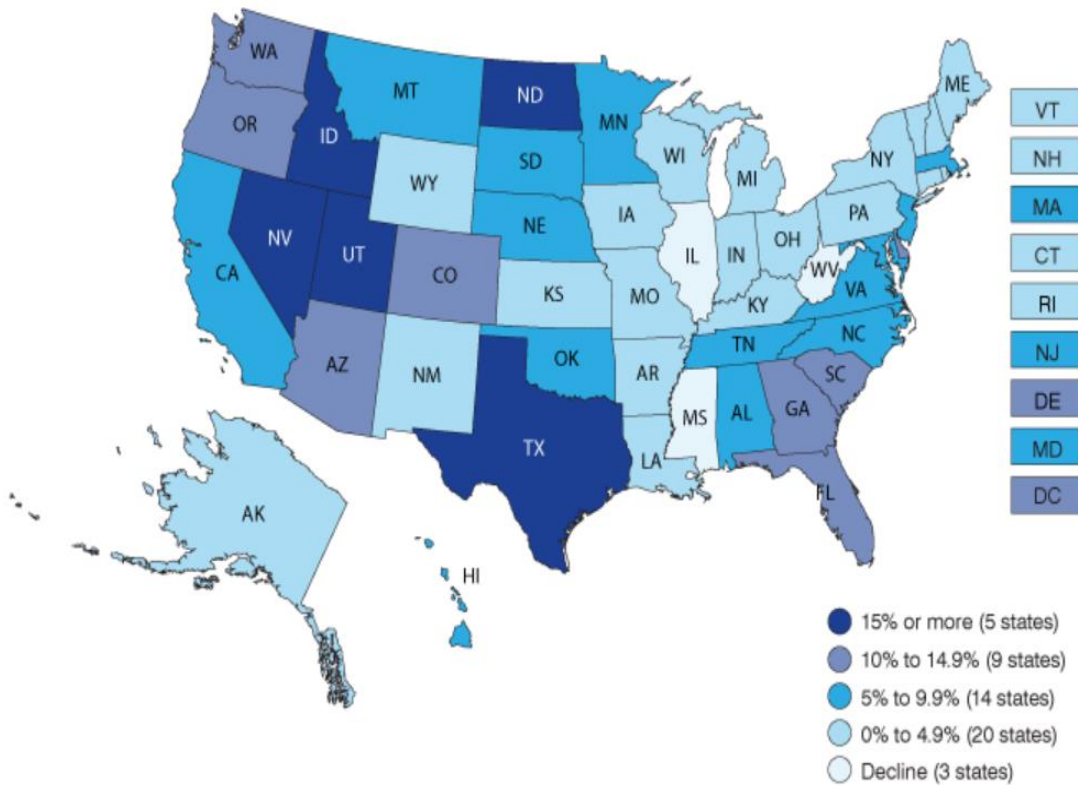 WA
MT
ND
MN
ME
VT
OR
ID
SD
WI
NY
NH
WY
MI
MA
IA
PA
NE
CT
NV
UT
IL
IN
OH
CA
CO
WV
RI
VA
KS
MO
KY
NJ
NC
TN
AZ
NM
OK
AR
SC
DE
MS
AL
GA
MD
TX
LA
FL
DC
AK
HI
15% or more (5 states)
10% to 14.9% (9 states)
5% to 9.9% (14 states)
0% to 4.9% (20 states)
Decline (3 states)